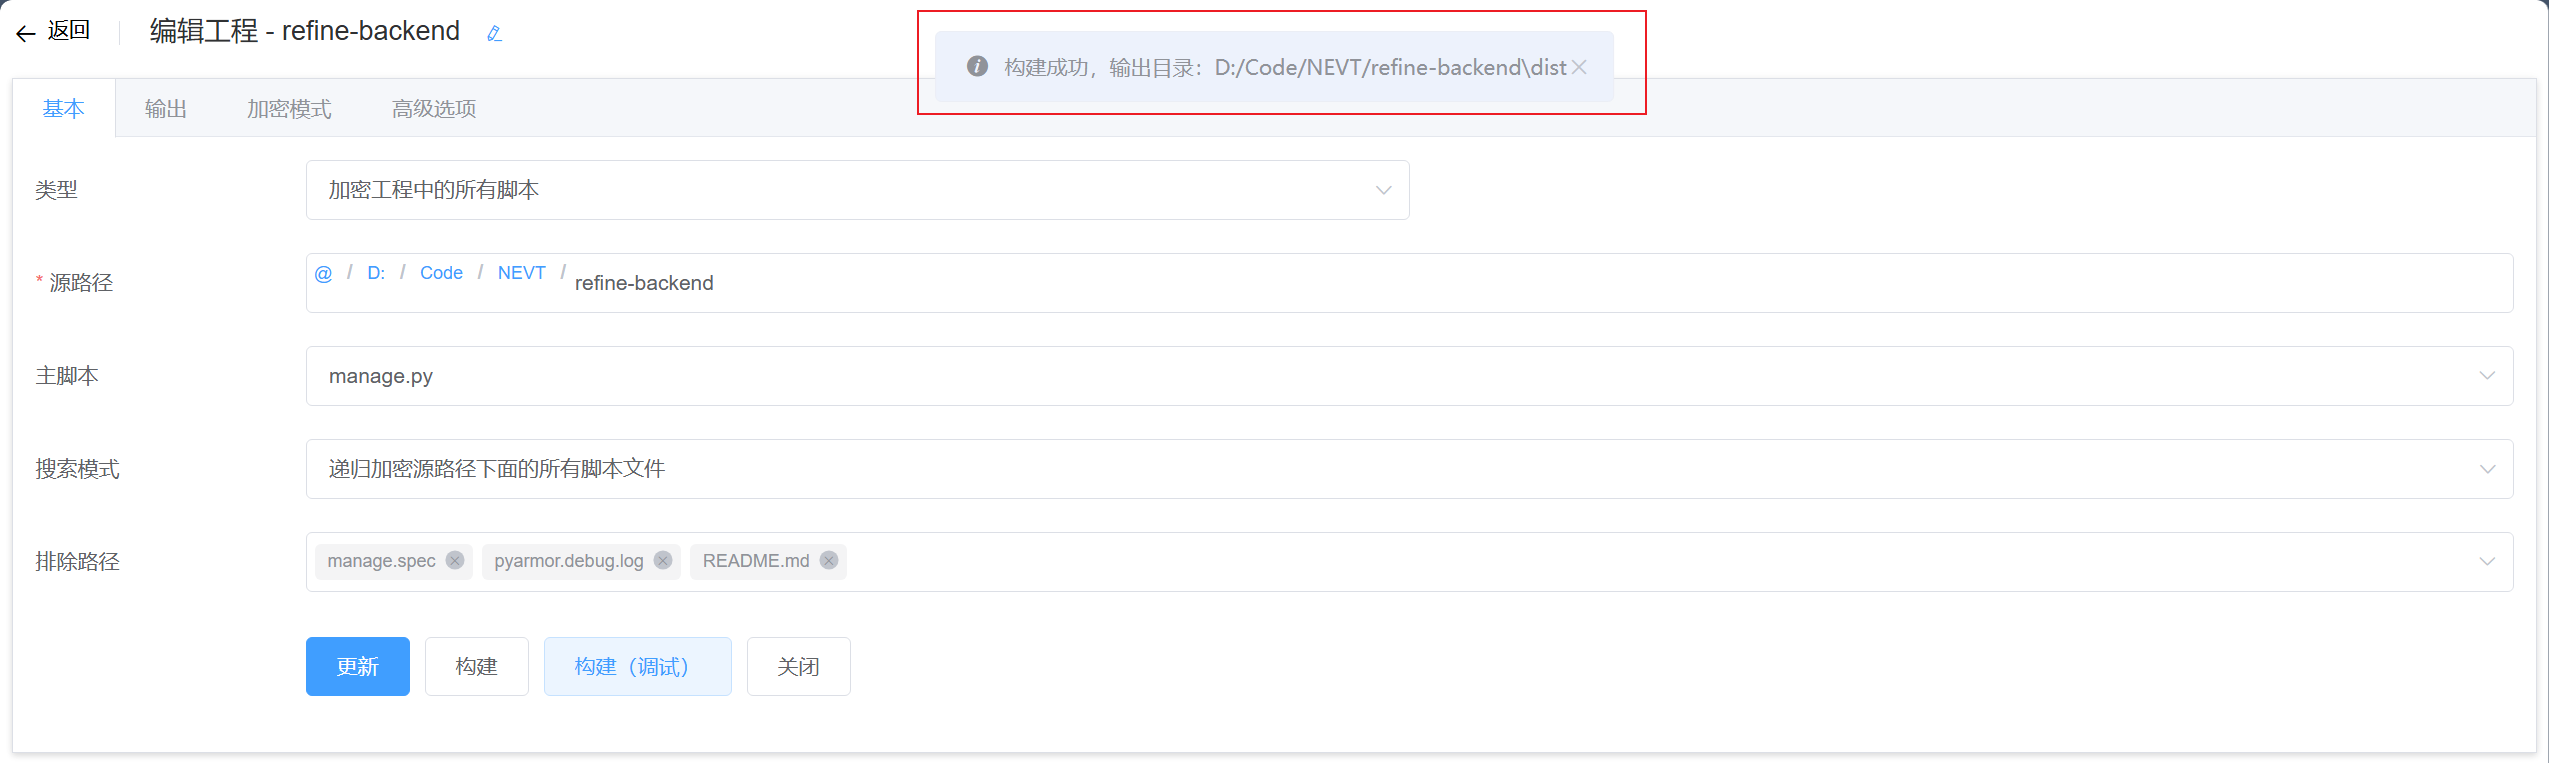 返回
编辑工程 - refine-backend
构建成功，输出目录：D:/Code/NEVT/refine-backend\dist
基本 输出 加密模式 高级选项
类型 加密工程中的所有脚本
* 源路径 @ / D: / Code / NEVT / refine-backend
主脚本 manage.py
搜索模式 递归加密源路径下面的所有脚本文件
排除路径 manage.spec pyarmor.debug.log README.md
更新 构建 构建（调试） 关闭